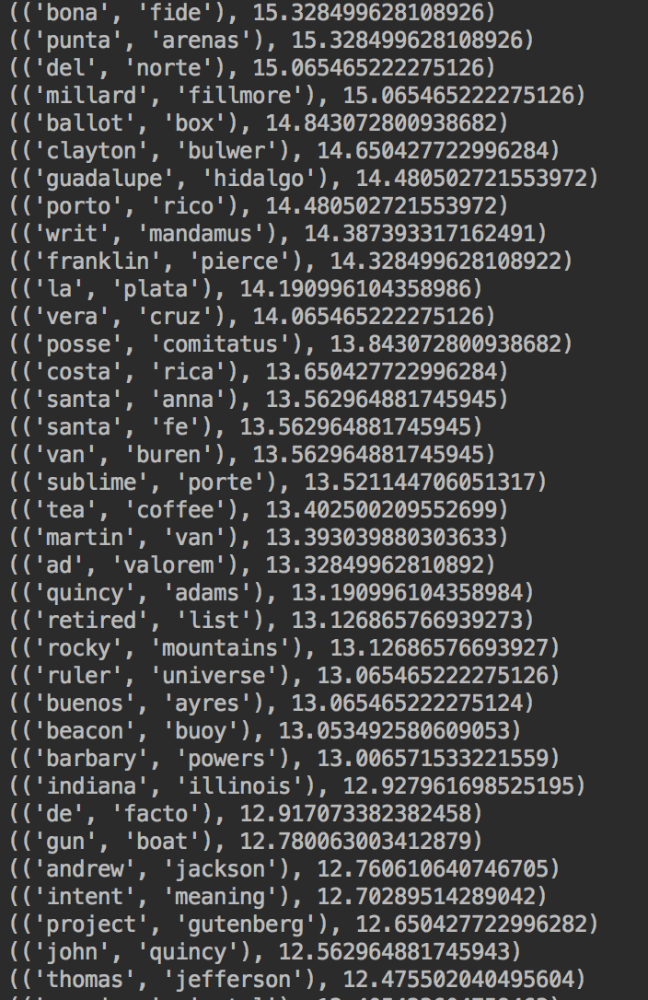 (('bona', 'fide'), 15.328499628108926)
(('punta', 'arenas'), 15.328499628108926)
(('del', 'norte'), 15.065465222275126)
(('millard', 'fillmore'), 15.065465222275126)
(('ballot', 'box'), 14.843072800938682)
(('clayton', 'bulwer'), 14.650427722996284)
(('guadalupe', 'hidalgo'), 14.480502721553972)
(('porto', 'rico'), 14.480502721553972)
(('writ', 'mandamus'), 14.387393317162491)
(('franklin', 'pierce'), 14.328499628108922)
(('la', 'plata'), 14.190996104358986)
(('vera', 'cruz'), 14.065465222275126)
(('posse', 'comitatus'), 13.843072800938682)
(('costa', 'rica'), 13.650427722996284)
(('santa', 'anna'), 13.562964881745945)
(('santa', 'fe'), 13.562964881745945)
(('van', 'buren'), 13.562964881745945)
(('sublime', 'porte'), 13.521144706051317)
(('tea', 'coffee'), 13.402500209552699)
(('martin', 'van'), 13.393039880303633)
(('ad', 'valorem'), 13.32849962810892)
(('quincy', 'adams'), 13.190996104358984)
(('retired', 'list'), 13.126865766939273)
(('rocky', 'mountains'), 13.12686576693927)
(('ruler', 'universe'), 13.065465222275126)
(('buenos', 'ayres'), 13.065465222275124)
(('beacon', 'buoy'), 13.053492580609053)
(('barbary', 'powers'), 13.006571533221559)
(('indiana', 'illinois'), 12.927961698525195)
(('de', 'facto'), 12.917073382382458)
(('gun', 'boat'), 12.780063003412879)
(('andrew', 'jackson'), 12.760610640746705)
(('intent', 'meaning'), 12.70289514289042)
(('project', 'gutenberg'), 12.650427722996282)
(('john', 'quincy'), 12.562964881745943)
(('thomas', 'jefferson'), 12.475502040495604)